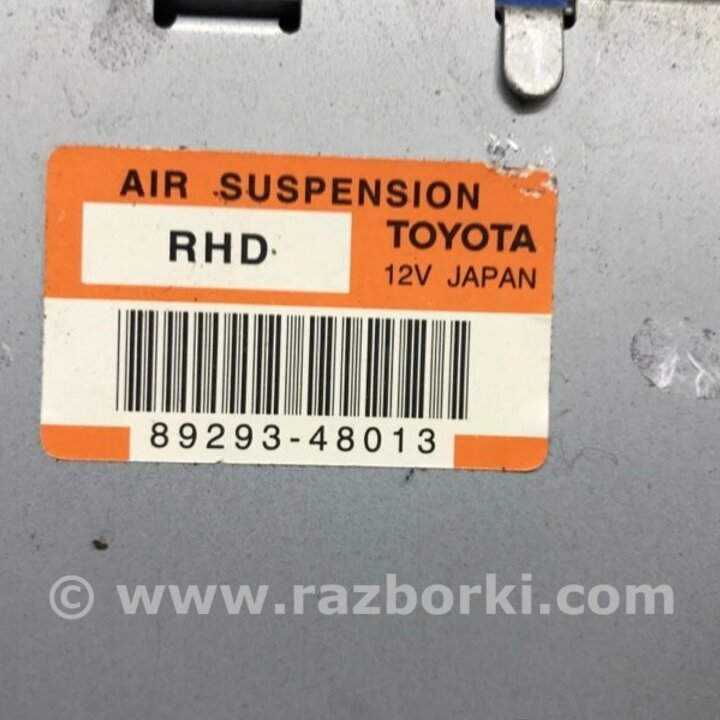 AIR SUSPENSION
RHD
TOYOTA
12V JAPAN
89293-48013
© www.razborki.com